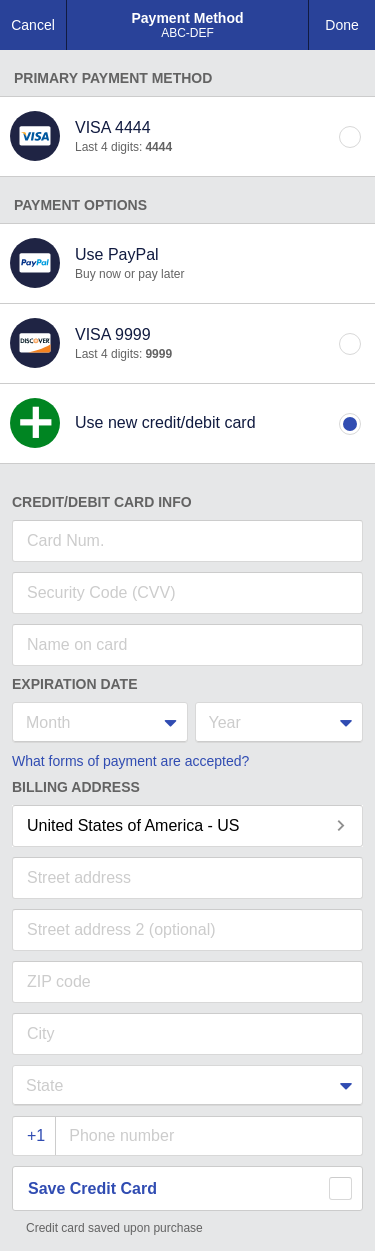 Cancel
Payment Method
ABC-DEF
Done
PRIMARY PAYMENT METHOD
VISA
VISA 4444
Last 4 digits: 4444
PAYMENT OPTIONS
PayPal
Use PayPal
Buy now or pay later
DISCOVER
VISA 9999
Last 4 digits: 9999
Use new credit/debit card
CREDIT/DEBIT CARD INFO
Card Num.
Security Code (CVV)
Name on card
EXPIRATION DATE
Month
Year
What forms of payment are accepted?
BILLING ADDRESS
United States of America - US
Street address
Street address 2 (optional)
ZIP code
City
State
+1
Phone number
Save Credit Card
Credit card saved upon purchase